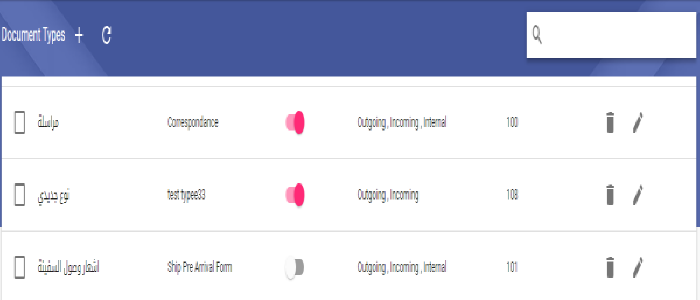 Document Types
مراسلة Correspondance Outgoing , Incoming , Internal 100
نوع جديدي test typee33 Outgoing , Incoming 108
اشعار وصول السفينة Ship Pre Arrival Form Outgoing , Incoming , Internal 101